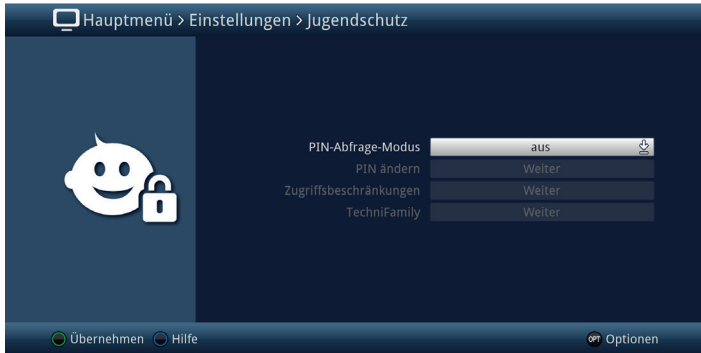 Hauptmenü > Einstellungen > Jugendschutz
PIN-Abfrage-Modus aus
PIN ändern Weiter
Zugriffsbeschränkungen Weiter
TechniFamily Weiter
Übernehmen Hilfe OPT Optionen